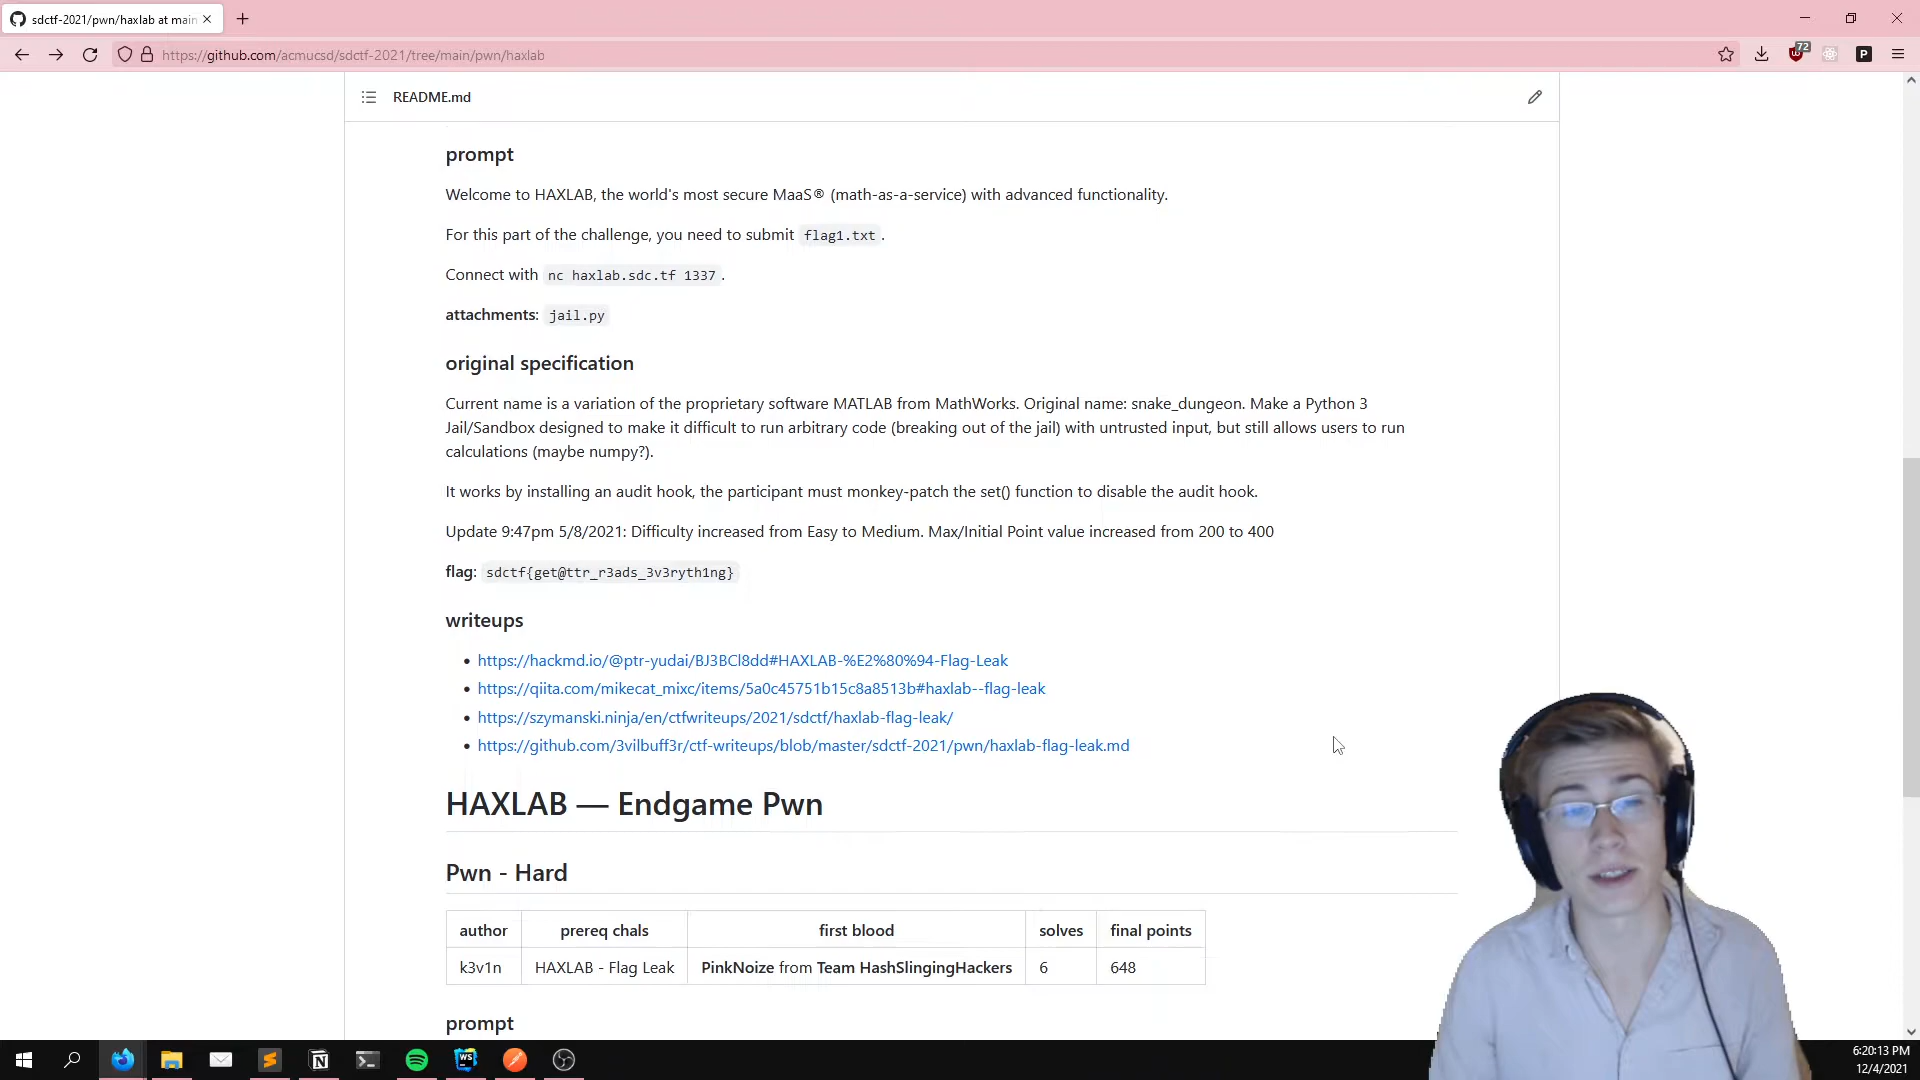 sdctf-2021/pwn/haxlab at main
https://github.com/acmucsd/sdctf-2021/tree/main/pwn/haxlab
72
P
README.md
prompt
Welcome to HAXLAB, the world's most secure MaaS® (math-as-a-service) with advanced functionality.
For this part of the challenge, you need to submit flag1.txt .
Connect with nc haxlab.sdc.tf 1337 .
attachments: jail.py
original specification
Current name is a variation of the proprietary software MATLAB from MathWorks. Original name: snake_dungeon. Make a Python 3
Jail/Sandbox designed to make it difficult to run arbitrary code (breaking out of the jail) with untrusted input, but still allows users to run
calculations (maybe numpy?).
It works by installing an audit hook, the participant must monkey-patch the set() function to disable the audit hook.
Update 9:47pm 5/8/2021: Difficulty increased from Easy to Medium. Max/Initial Point value increased from 200 to 400
flag: sdctf{get@ttr_r3ads_3v3ryth1ng}
writeups
https://hackmd.io/@ptr-yudai/BJ3BCl8dd#HAXLAB-%E2%80%94-Flag-Leak
https://qiita.com/mikecat_mixc/items/5a0c45751b15c8a8513b#haxlab--flag-leak
https://szymanski.ninja/en/ctfwriteups/2021/sdctf/haxlab-flag-leak/
https://github.com/3vilbuff3r/ctf-writeups/blob/master/sdctf-2021/pwn/haxlab-flag-leak.md
HAXLAB — Endgame Pwn
Pwn - Hard
author prereq chals first blood solves final points
k3v1n HAXLAB - Flag Leak PinkNoize from Team HashSlingingHackers 6 648
prompt
WS
6:20:13 PM
12/4/2021